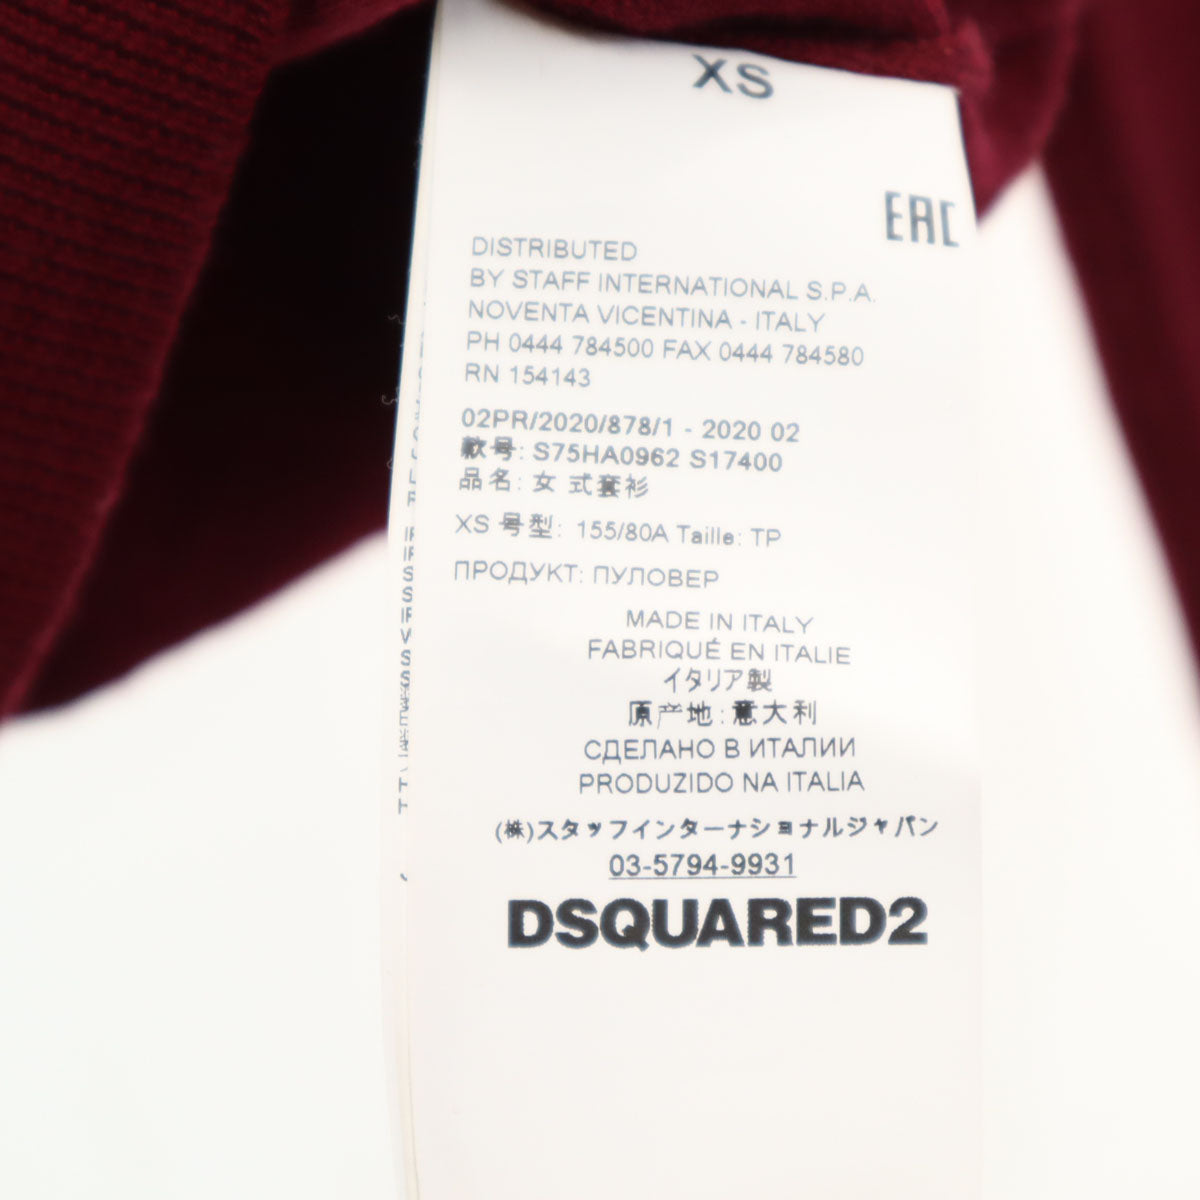 XS
EAC
DISTRIBUTED
BY STAFF INTERNATIONAL S.P.A.
NOVENTA VICENTINA - ITALY
PH 0444 784500 FAX 0444 784580
RN 154143
02PR/2020/878/1 - 2020 02
款号: S75HA0962 S17400
品名: 女 式套衫
XS 号型: 155/80A Taille: TP
ПРОДУКТ: ПУЛОВЕР
MADE IN ITALY
FABRIQUÉ EN ITALIE
イタリア製
原产地: 意大利
СДЕЛАНО В ИТАЛИИ
PRODUZIDO NA ITALIA
(株)スタッフインターナショナルジャパン
03-5794-9931
DSQUARED2